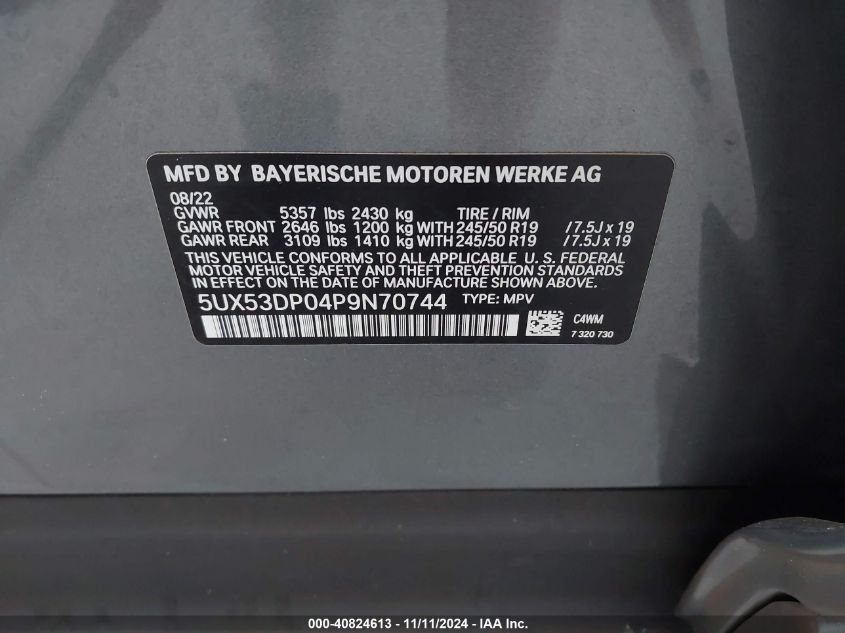 MFD BY BAYERISCHE MOTOREN WERKE AG
08/22
GVWR 5357 lbs 2430 kg TIRE / RIM
GAWR FRONT 2646 lbs 1200 kg WITH 245/50 R19 / 7.5J x 19
GAWR REAR 3109 lbs 1410 kg WITH 245/50 R19 / 7.5J x 19
THIS VEHICLE CONFORMS TO ALL APPLICABLE U. S. FEDERAL
MOTOR VEHICLE SAFETY AND THEFT PREVENTION STANDARDS
IN EFFECT ON THE DATE OF MANUFACTURE SHOWN ABOVE.
5UX53DP04P9N70744 TYPE: MPV
C4WM
7 320 730
000-40824613 - 11/11/2024 - IAA Inc.